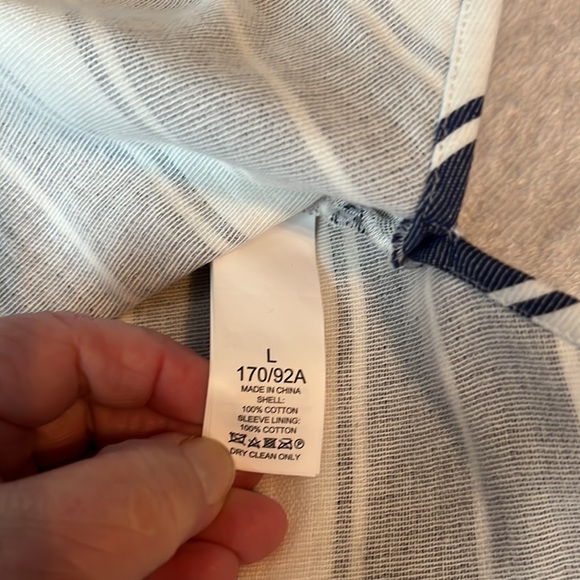 L
170/92A
MADE IN CHINA
SHELL:
100% COTTON
SLEEVE LINING:
100% COTTON
DRY CLEAN ONLY